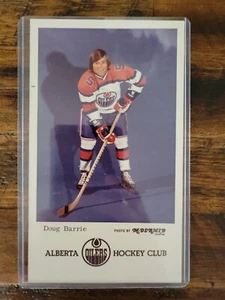 Doug Barrie
PHOTO BY
ALBERTA OILERS HOCKEY CLUB